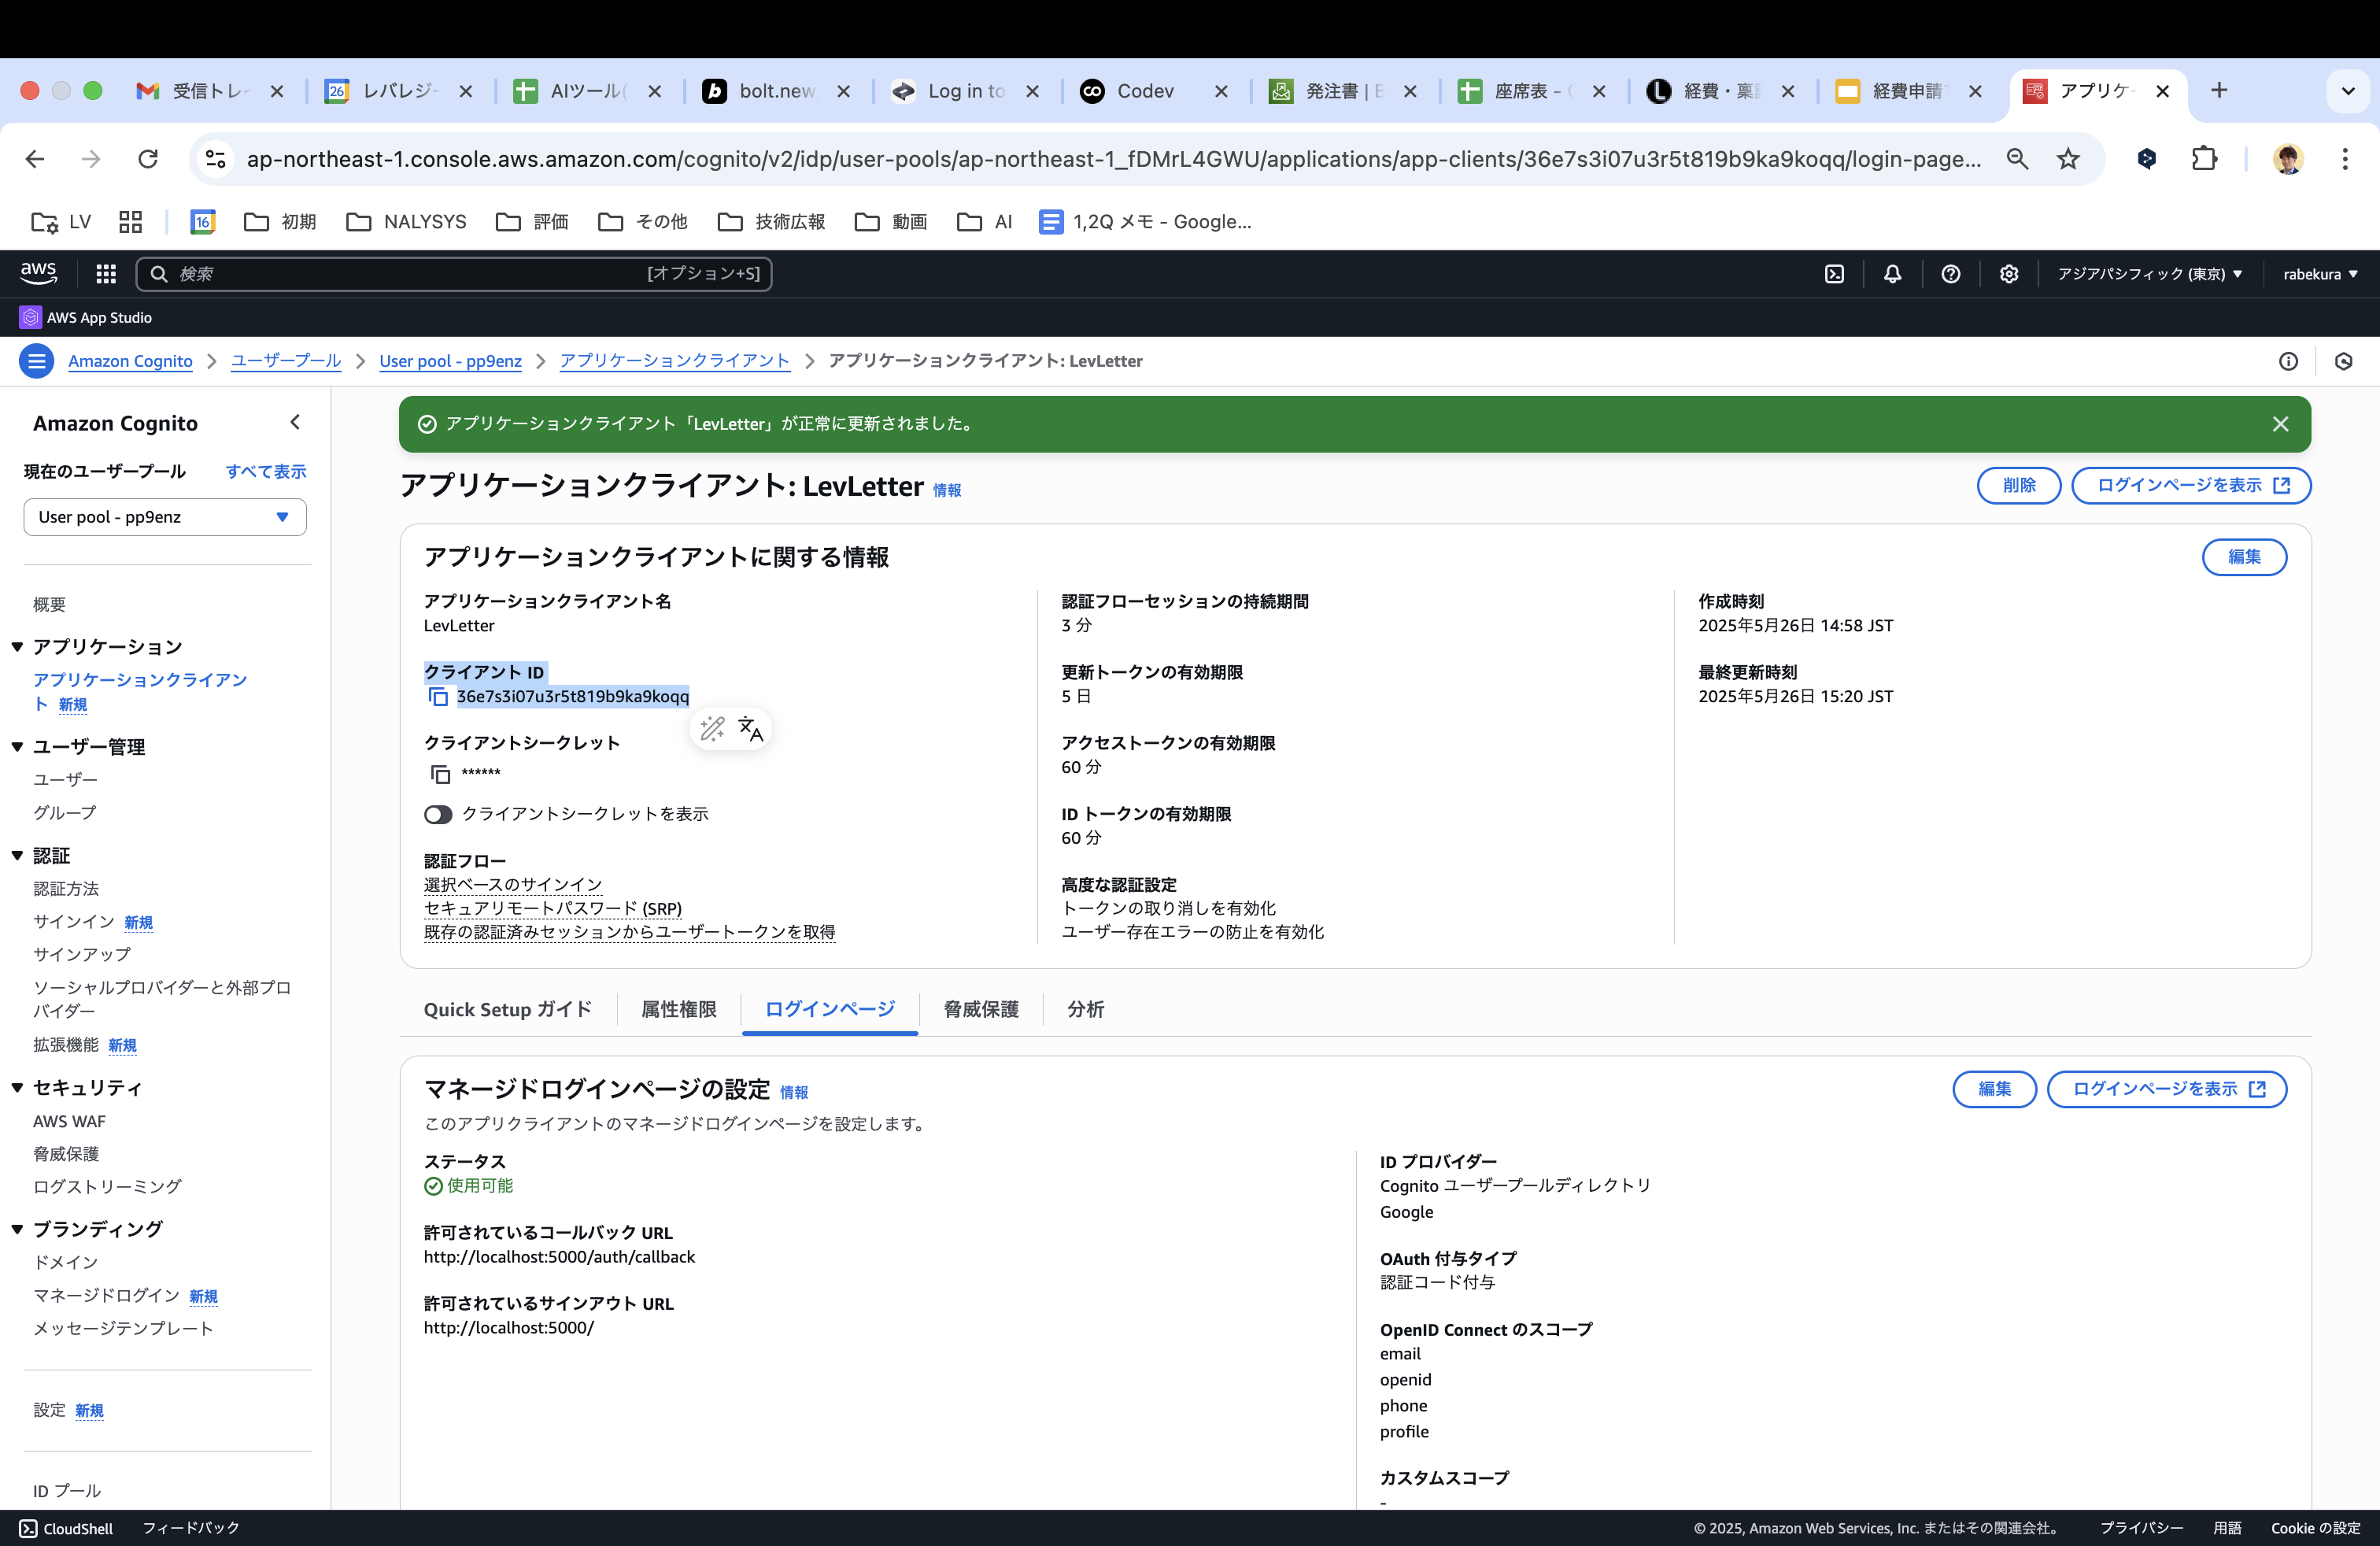 受信トレー
26
レバレジー
AIツール(
bolt.new
Log in to
Codev
発注書 | B
座席表 -
経費・稟
経費申請
アプリケー
ap-northeast-1.console.aws.amazon.com/cognito/v2/idp/user-pools/ap-northeast-1_fDMrL4GWU/applications/app-clients/36e7s3i07u3r5t819b9ka9koqq/login-page...
LV
16
初期
NALYSYS
評価
その他
技術広報
動画
AI
1,2Q メモ - Google...
aws
検索
[オプション+S]
アジアパシフィック (東京)
rabekura
AWS App Studio
Amazon Cognito
ユーザープール
User pool - pp9enz
アプリケーションクライアント
アプリケーションクライアント: LevLetter
Amazon Cognito
現在のユーザープール
すべて表示
User pool - pp9enz
概要
アプリケーション
アプリケーションクライアン
ト 新規
ユーザー管理
ユーザー
グループ
認証
認証方法
サインイン 新規
サインアップ
ソーシャルプロバイダーと外部プロ
バイダー
拡張機能 新規
セキュリティ
AWS WAF
脅威保護
ログストリーミング
ブランディング
ドメイン
マネージドログイン 新規
メッセージテンプレート
設定 新規
ID プール
アプリケーションクライアント「LevLetter」が正常に更新されました。
アプリケーションクライアント: LevLetter 情報
削除
ログインページを表示
アプリケーションクライアントに関する情報
編集
アプリケーションクライアント名
LevLetter
クライアント ID
36e7s3i07u3r5t819b9ka9koqq
クライアントシークレット
******
クライアントシークレットを表示
認証フロー
選択ベースのサインイン
セキュアリモートパスワード (SRP)
既存の認証済みセッションからユーザートークンを取得
認証フローセッションの持続期間
3 分
更新トークンの有効期限
5 日
アクセストークンの有効期限
60 分
ID トークンの有効期限
60 分
高度な認証設定
トークンの取り消しを有効化
ユーザー存在エラーの防止を有効化
作成時刻
2025年5月26日 14:58 JST
最終更新時刻
2025年5月26日 15:20 JST
Quick Setup ガイド
属性権限
ログインページ
脅威保護
分析
マネージドログインページの設定 情報
編集
ログインページを表示
このアプリクライアントのマネージドログインページを設定します。
ステータス
使用可能
許可されているコールバック URL
http://localhost:5000/auth/callback
許可されているサインアウト URL
http://localhost:5000/
ID プロバイダー
Cognito ユーザープールディレクトリ
Google
OAuth 付与タイプ
認証コード付与
OpenID Connect のスコープ
email
openid
phone
profile
カスタムスコープ
-
CloudShell
フィードバック
© 2025, Amazon Web Services, Inc. またはその関連会社。
プライバシー
用語
Cookie の設定